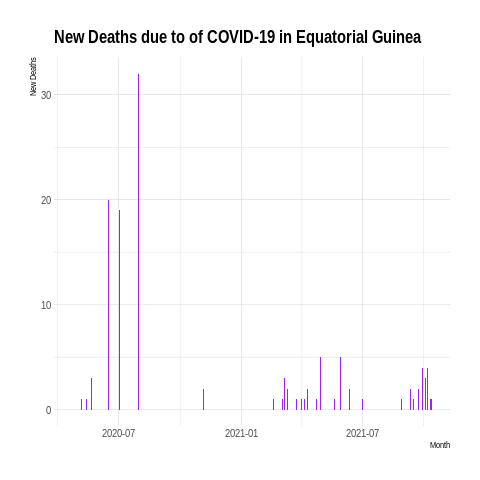 New Deaths due to of COVID-19 in Equatorial Guinea
New Deaths
30
20
10
0
2020-07 2021-01 2021-07
Month